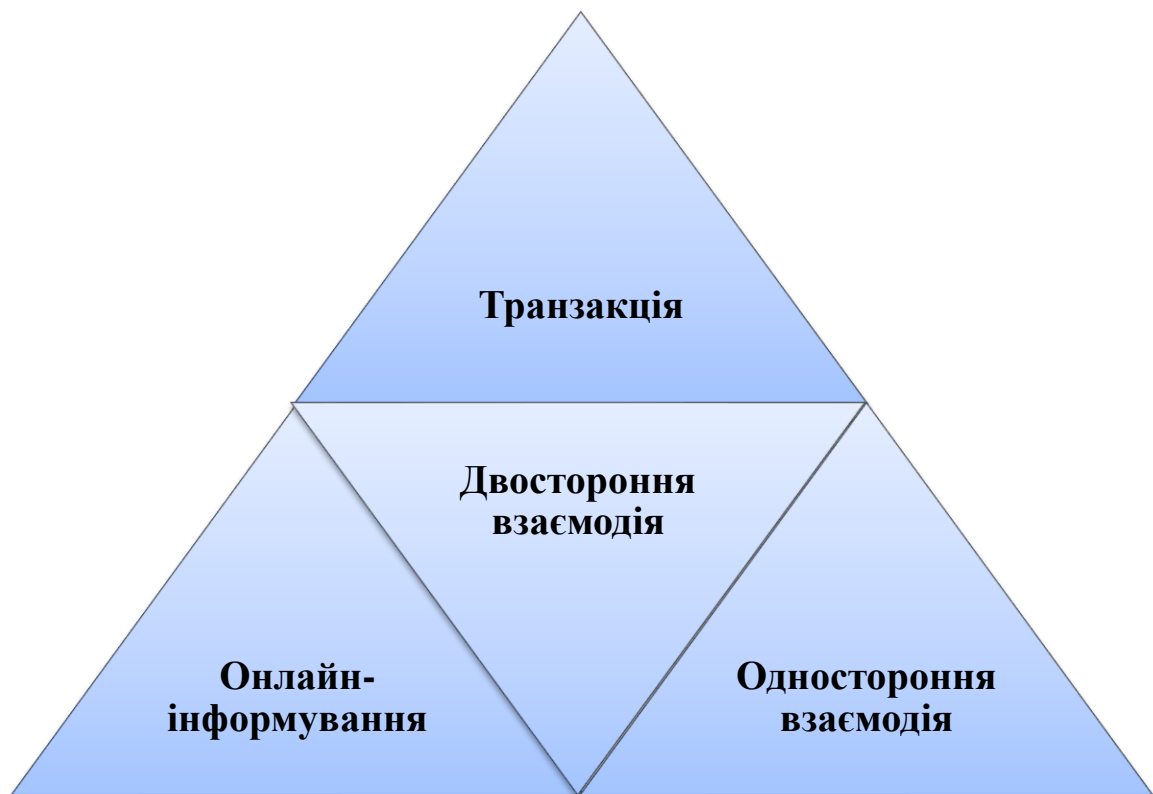 Транзакція
Двостороння
взаємодія
Онлайн-
інформування
Одностороння
взаємодія